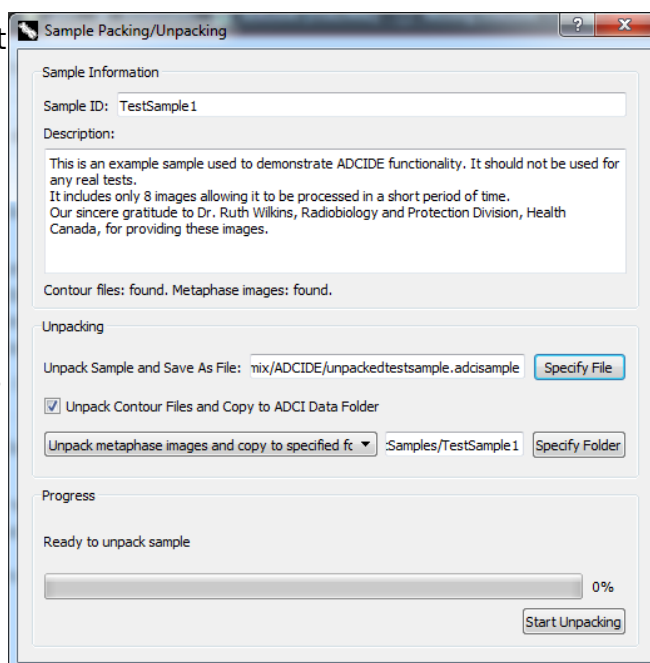 t
Sample Packing/Unpacking
?
X
Sample Information
Sample ID: TestSample1
Description:
This is an example sample used to demonstrate ADCIDE functionality. It should not be used for
any real tests.
It includes only 8 images allowing it to be processed in a short period of time.
Our sincere gratitude to Dr. Ruth Wilkins, Radiobiology and Protection Division, Health
Canada, for providing these images.
Contour files: found. Metaphase images: found.
Unpacking
Unpack Sample and Save As File: nix/ADCIDE/unpackedtestsample.adcisample Specify File
Unpack Contour Files and Copy to ADCI Data Folder
Unpack metaphase images and copy to specified fc :Samples/TestSample1 Specify Folder
Progress
Ready to unpack sample
0%
Start Unpacking